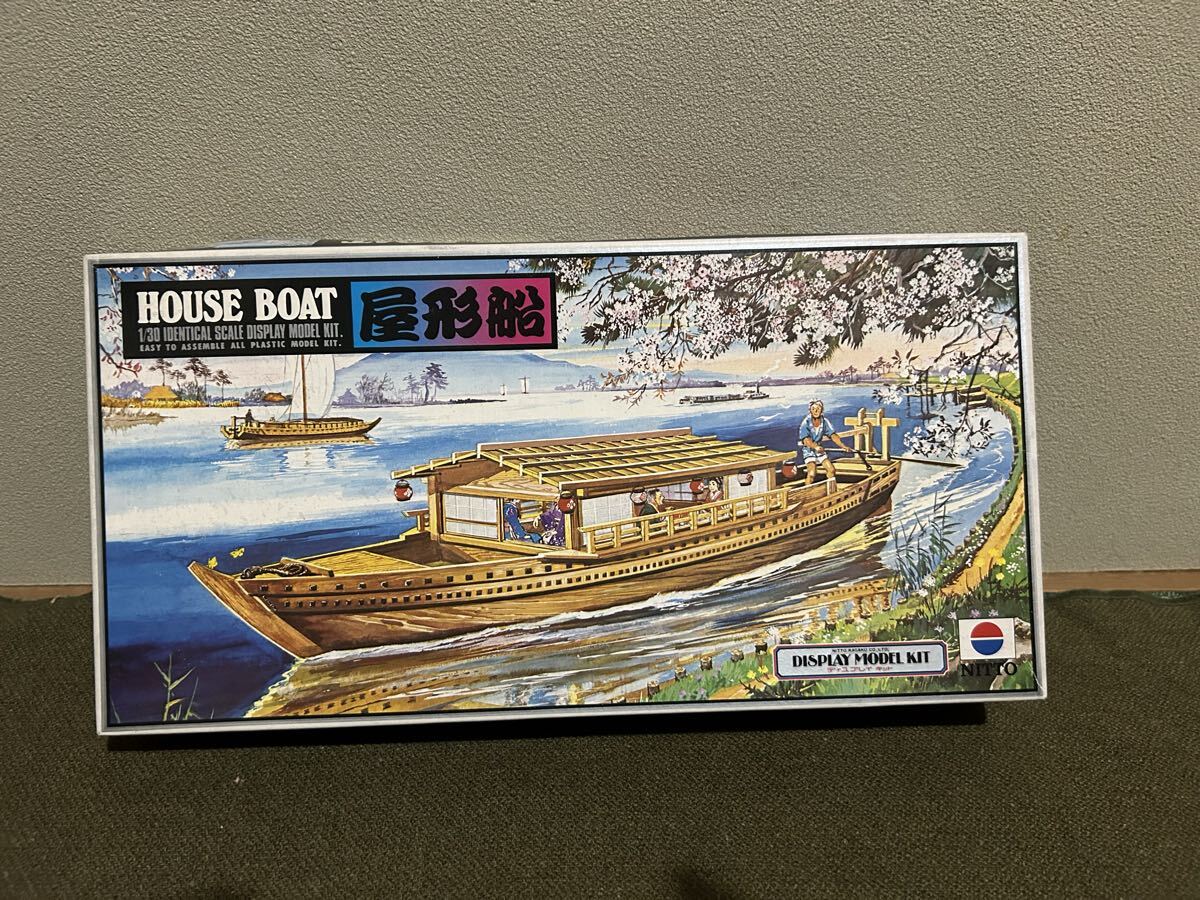 HOUSE BOAT
1/30 IDENTICAL SCALE DISPLAY MODEL KIT.
EASY TO ASSEMBLE ALL PLASTIC MODEL KIT.
屋形船
NITTO KAGAKU CO., LTD.
DISPLAY MODEL KIT
ディスプレイ キット
NITTO